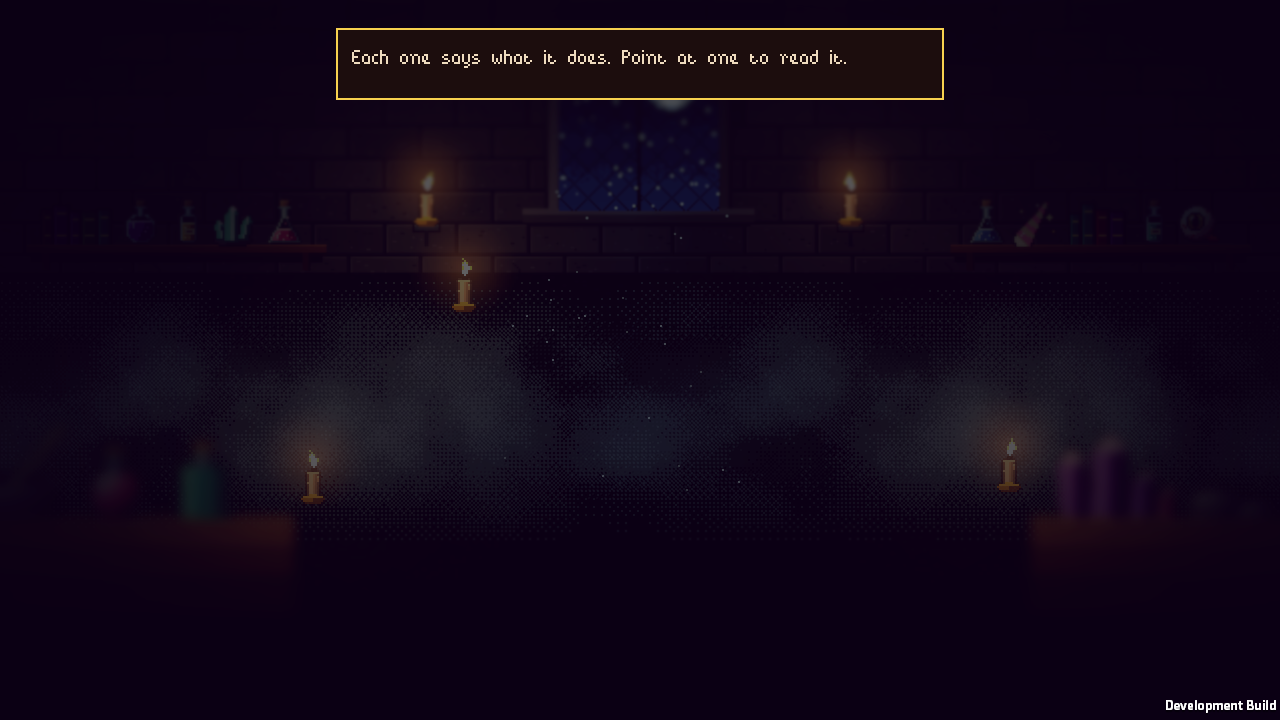 Each one says what it does. Point at one to read it.
Development Build